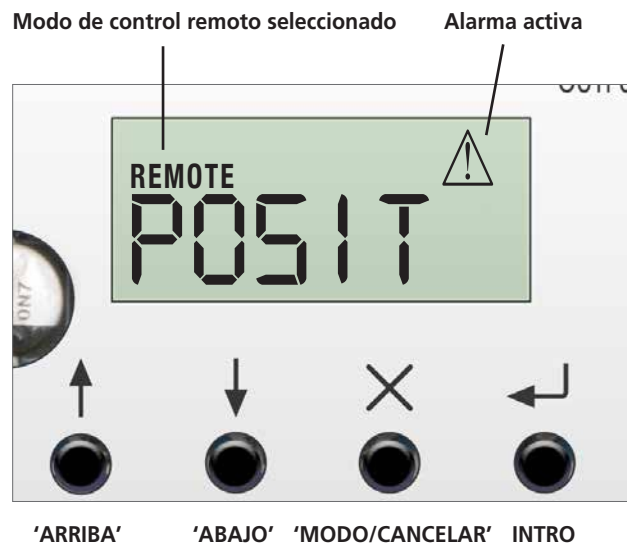 Modo de control remoto seleccionado Alarma activa
REMOTE
POSIT
'ARRIBA' 'ABAJO' 'MODO/CANCELAR' INTRO